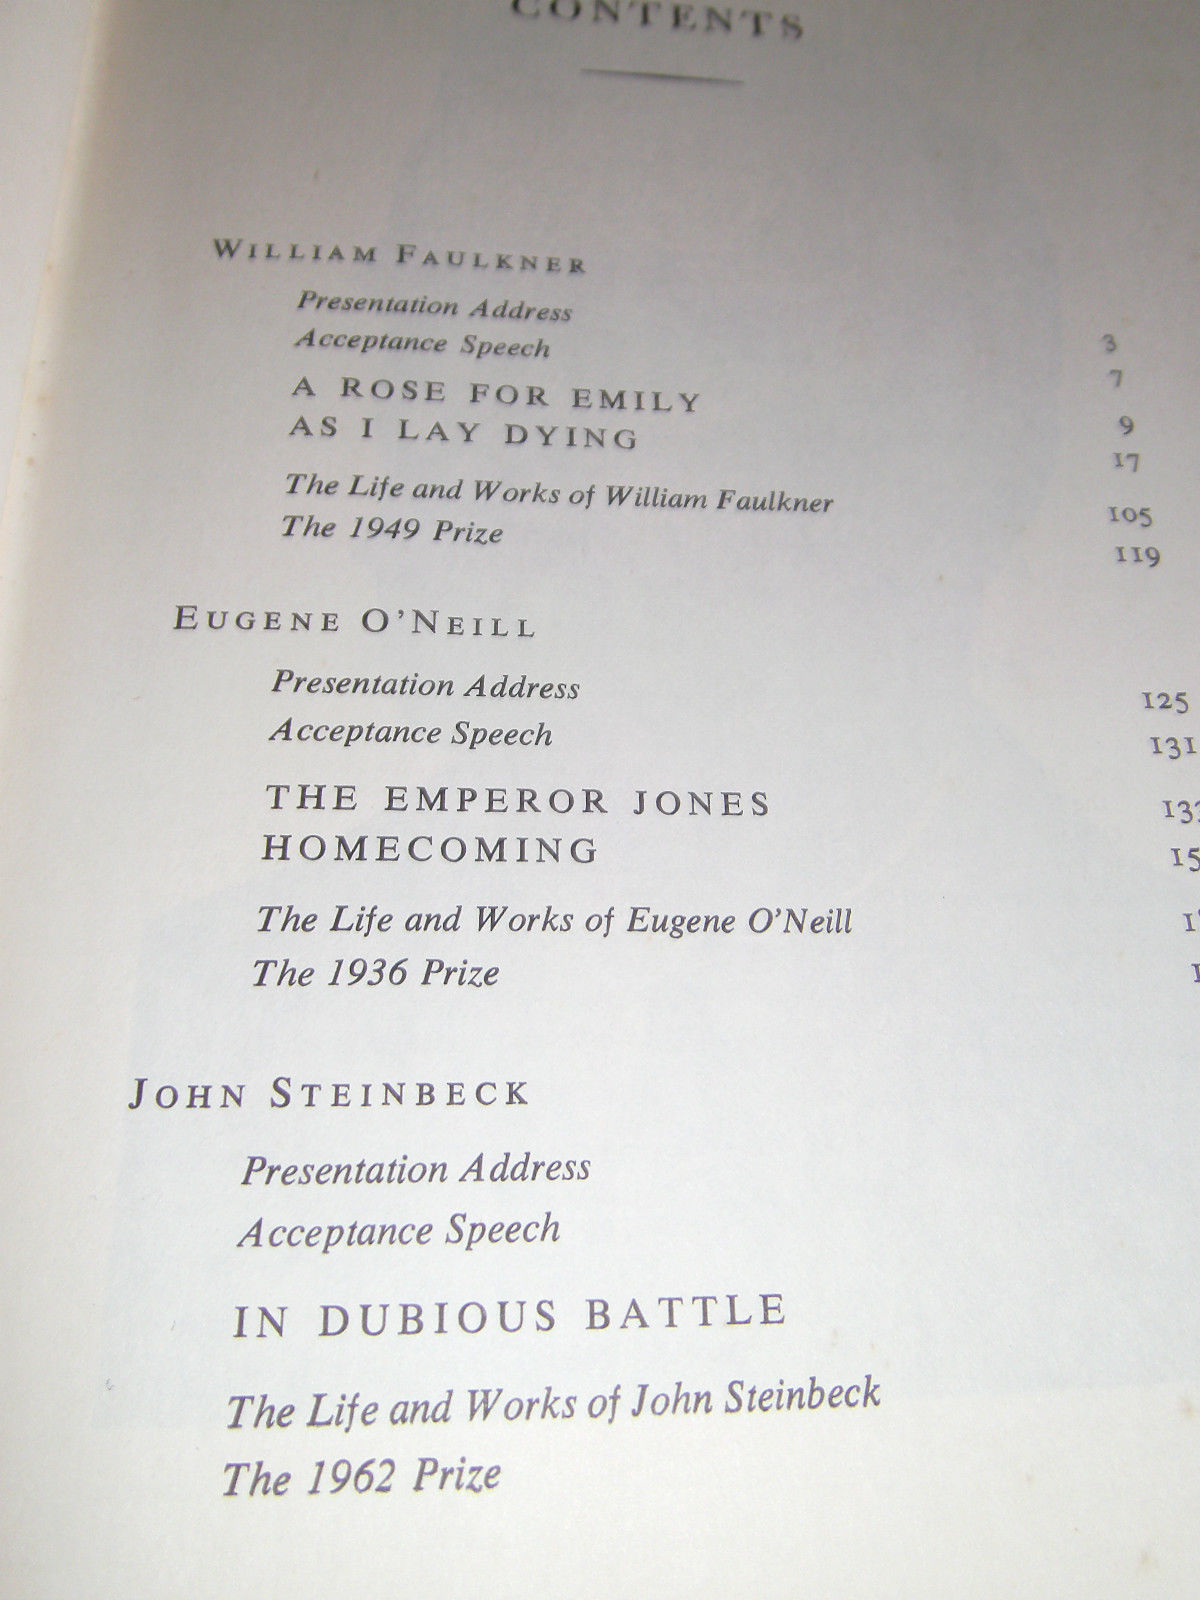 CONTENTS
WILLIAM FAULKNER
Presentation Address 3
Acceptance Speech 7
A ROSE FOR EMILY 9
AS I LAY DYING 17
The Life and Works of William Faulkner 105
The 1949 Prize 119
EUGENE O'NEILL
Presentation Address 125
Acceptance Speech 131
THE EMPEROR JONES
HOMECOMING
The Life and Works of Eugene O'Neill
The 1936 Prize
JOHN STEINBECK
Presentation Address
Acceptance Speech
IN DUBIOUS BATTLE
The Life and Works of John Steinbeck
The 1962 Prize